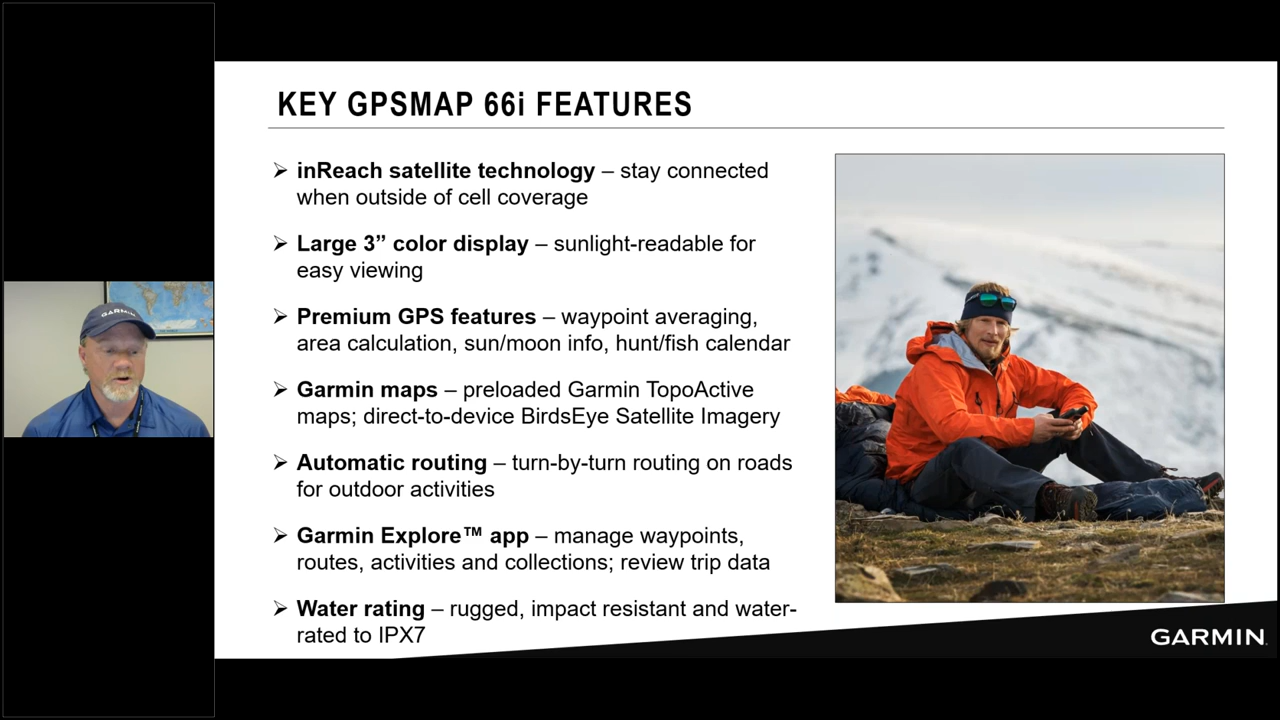 KEY GPSMAP 66i FEATURES
➢ inReach satellite technology – stay connected
when outside of cell coverage
➢ Large 3” color display – sunlight-readable for
easy viewing
➢ Premium GPS features – waypoint averaging,
area calculation, sun/moon info, hunt/fish calendar
➢ Garmin maps – preloaded Garmin TopoActive
maps; direct-to-device BirdsEye Satellite Imagery
➢ Automatic routing – turn-by-turn routing on roads
for outdoor activities
➢ Garmin Explore™ app – manage waypoints,
routes, activities and collections; review trip data
➢ Water rating – rugged, impact resistant and water-
rated to IPX7
GARMIN
GARMIN